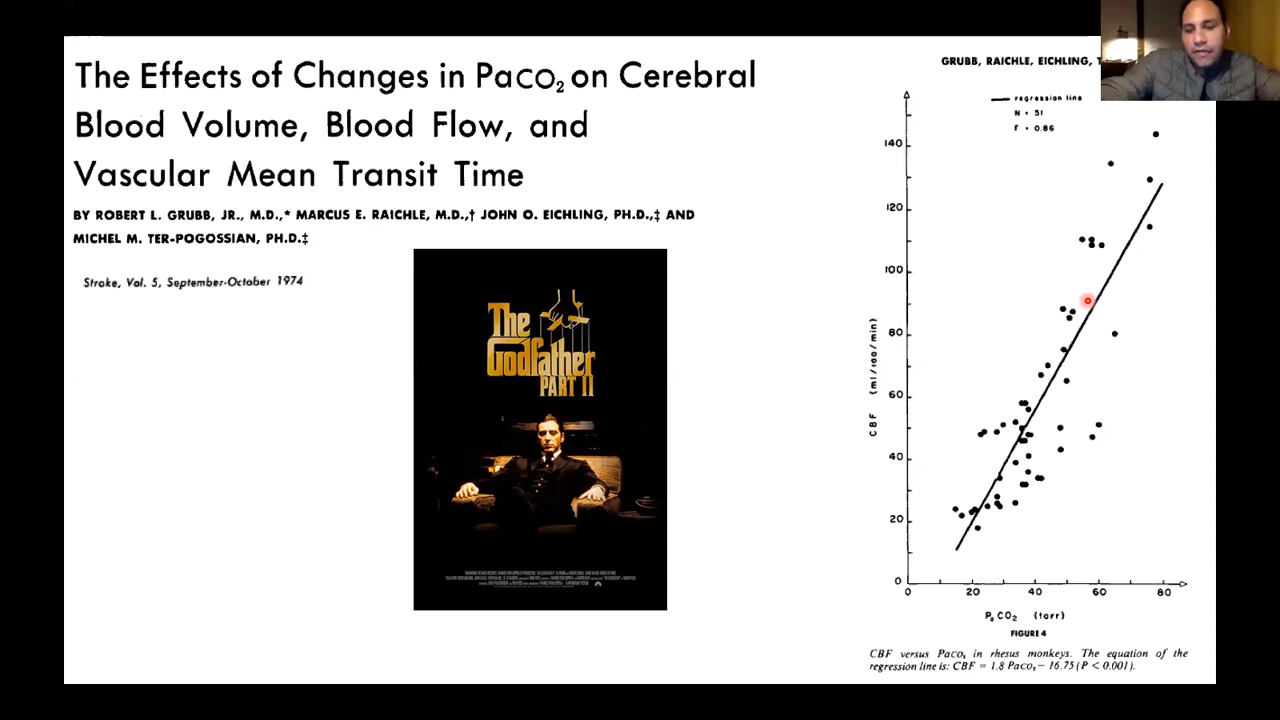 The Effects of Changes in PaCO₂ on Cerebral
Blood Volume, Blood Flow, and
Vascular Mean Transit Time
BY ROBERT L. GRUBB, JR., M.D.,* MARCUS E. RAICHLE, M.D.,† JOHN O. EICHLING, PH.D.,‡ AND
MICHEL M. TER-POGOSSIAN, PH.D.‡
Stroke, Vol. 5, September-October 1974
The
Godfather
PART II
GRUBB, RAICHLE, EICHLING,
regression line
N = 51
r = 0.86
140
120
100
80
60
40
20
0
CBF (ml/100/min)
0 20 40 60 80
PaCO2 (torr)
FIGURE 4
CBF versus Paco₂ in rhesus monkeys. The equation of the
regression line is: CBF = 1.8 Paco₂ − 16.75 (P < 0.001).